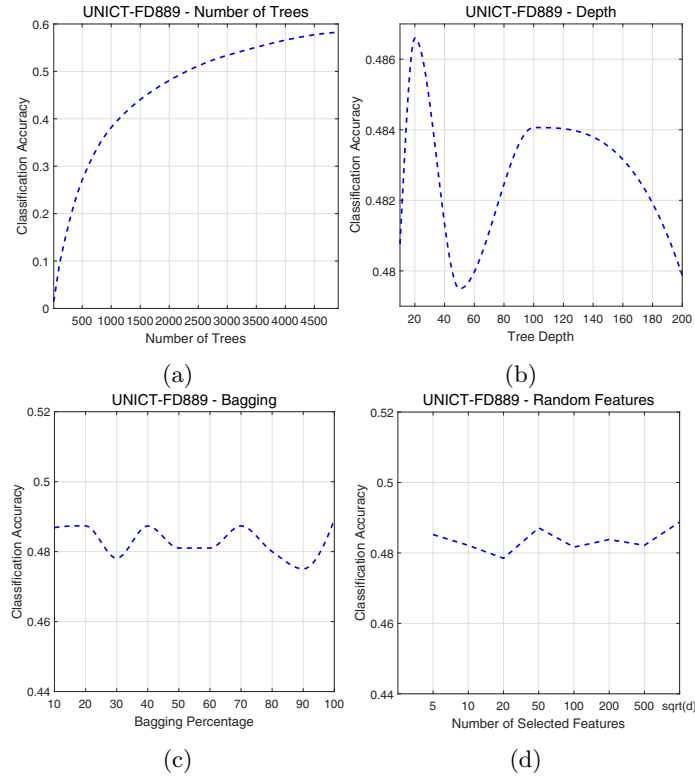 UNICT-FD889 - Number of Trees
0.6
0.5
0.4
0.3
0.2
0.1
0
Classification Accuracy
500 1000 1500 2000 2500 3000 3500 4000 4500
Number of Trees
(a)
UNICT-FD889 - Depth
0.486
0.484
0.482
0.48
Classification Accuracy
20 40 60 80 100 120 140 160 180 200
Tree Depth
(b)
UNICT-FD889 - Bagging
0.52
0.5
0.48
0.46
0.44
Classification Accuracy
10 20 30 40 50 60 70 80 90 100
Bagging Percentage
(c)
UNICT-FD889 - Random Features
0.52
0.5
0.48
0.46
0.44
Classification Accuracy
5 10 20 50 100 200 500 sqrt(d)
Number of Selected Features
(d)